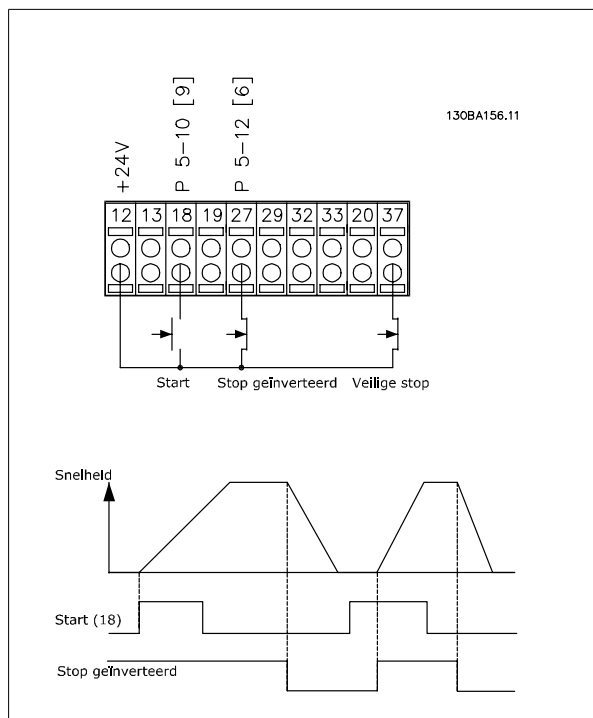 130BA156.11
+24V
P 5-10 [9]
P 5-12 [6]
12 13 18 19 27 29 32 33 20 37
Start Stop geïnverteerd Veilige stop
Snelheld
Start (18)
Stop geïnverteerd